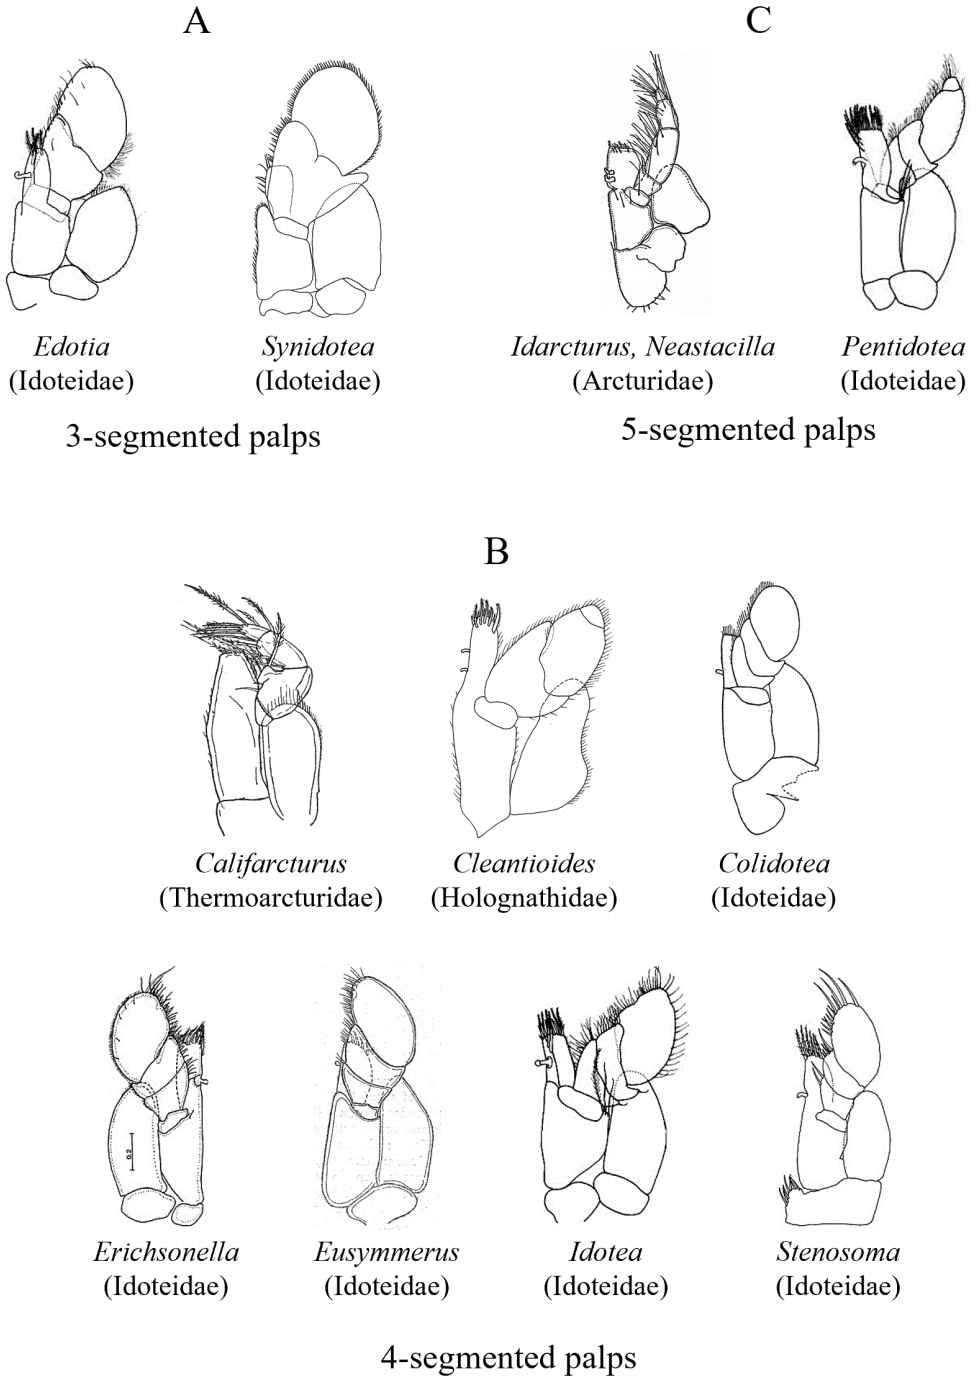 A
C
Edotia
(Idoteidae)
Synidotea
(Idoteidae)
Idarcturus, Neastacilla
(Arcturidae)
Pentidotea
(Idoteidae)
3-segmented palps
5-segmented palps
B
Califarcturus
(Thermoarcturidae)
Cleantioides
(Holognathidae)
Colidotea
(Idoteidae)
0.2
Erichsonella
(Idoteidae)
Eusymmerus
(Idoteidae)
Idotea
(Idoteidae)
Stenosoma
(Idoteidae)
4-segmented palps